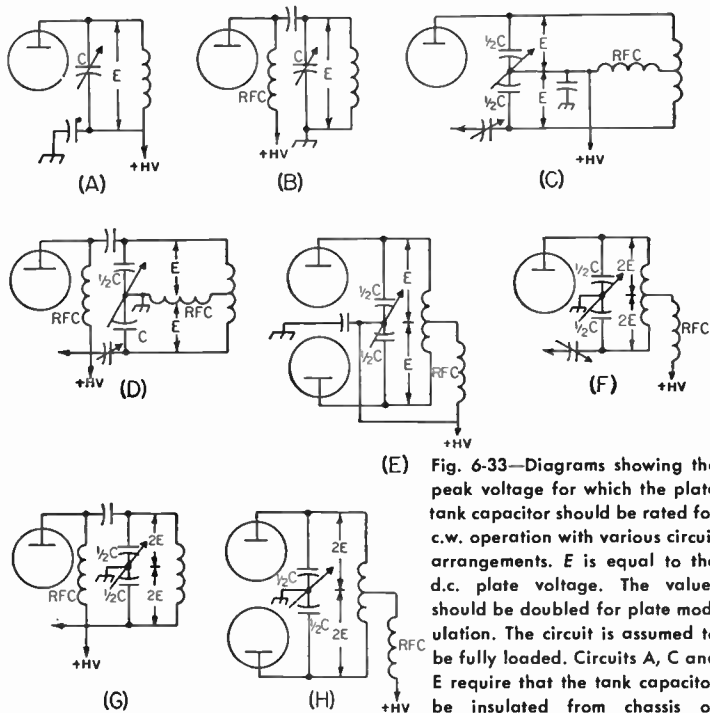 C
E
+HV
(A)
RFC
C
E
+HV
(B)
½C
½C
E
E
RFC
+HV
(C)
RFC
½C
C
E
E
RFC
+HV
(D)
½C
½C
E
E
RFC
+HV
(E)
½C
½C
2E
2E
RFC
+HV
(F)
RFC
½C
½C
2E
2E
+HV
(G)
½C
½C
2E
2E
RFC
+HV
(H)
Fig. 6-33—Diagrams showing the
peak voltage for which the plate
tank capacitor should be rated fo
c.w. operation with various circui
arrangements. E is equal to the
d.c. plate voltage. The value
should be doubled for plate mod
ulation. The circuit is assumed t
be fully loaded. Circuits A, C and
E require that the tank capacito
be insulated from chassis o